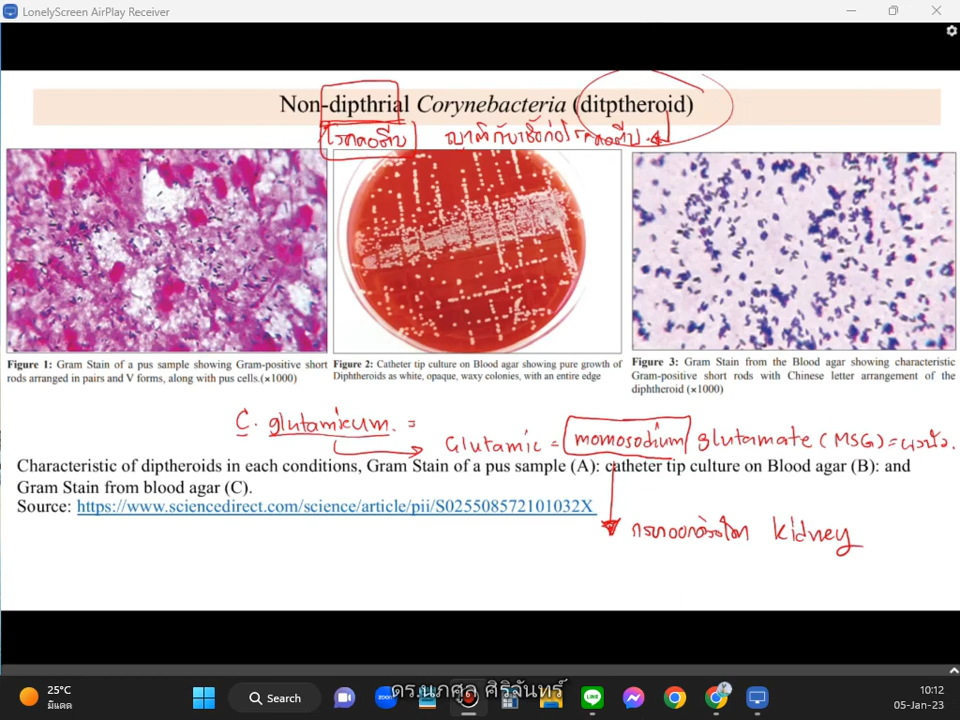 LonelyScreen AirPlay Receiver
Non-dipthrial Corynebacteria (ditptheroid)
โรคคอตีบ ญาติกับเชื้อก่อโรคคอตีบ
Figure 1: Gram Stain of a pus sample showing Gram-positive short
rods arranged in pairs and V forms, along with pus cells.(×1000)
Figure 2: Catheter tip culture on Blood agar showing pure growth of
Diphtheroids as white, opaque, waxy colonies, with an entire edge
Figure 3: Gram Stain from the Blood agar showing characteristic
Gram-positive short rods with Chinese letter arrangement of the
diphtheroid (×1000)
C. glutamicum. =
Glutamic = momosodium glutamate (MSG) =
Characteristic of diptheroids in each conditions, Gram Stain of a pus sample (A): catheter tip culture on Blood agar (B): and
Gram Stain from blood agar (C).
Source: https://www.sciencedirect.com/science/article/pii/S025508572101032X
kidney
25°C
มีแดด
Search
zoom
ดร.นภศูล ศิริจันทร์
10:12
05-Jan-23